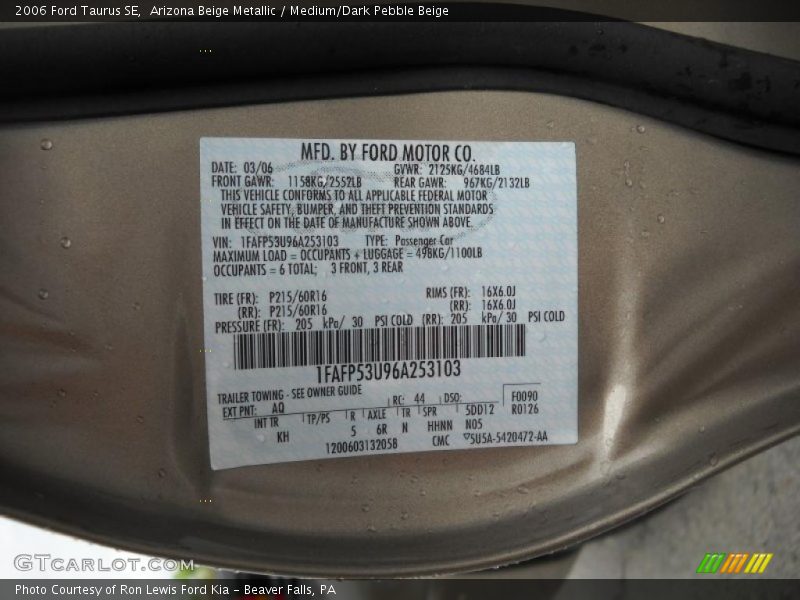 2006 Ford Taurus SE,  Arizona Beige Metallic / Medium/Dark Pebble Beige
MFD. BY FORD MOTOR CO.
DATE: 03/06 GVWR: 2125KG/4684LB
FRONT GAWR: 1158KG/2552LB REAR GAWR: 967KG/2132LB
THIS VEHICLE CONFORMS TO ALL APPLICABLE FEDERAL MOTOR
VEHICLE SAFETY, BUMPER, AND THEFT PREVENTION STANDARDS
IN EFFECT ON THE DATE OF MANUFACTURE SHOWN ABOVE.
VIN: 1FAFP53U96A253103 TYPE: Passenger Car
MAXIMUM LOAD = OCCUPANTS + LUGGAGE = 498KG/1100LB
OCCUPANTS = 6 TOTAL; 3 FRONT, 3 REAR
TIRE (FR): P215/60R16 RIMS (FR): 16X6.0J
(RR): P215/60R16 (RR): 16X6.0J
PRESSURE (FR): 205 kPa/ 30 PSI COLD (RR): 205 kPa/ 30 PSI COLD
1FAFP53U96A253103
TRAILER TOWING - SEE OWNER GUIDE
EXT PNT: AQ RC: 44 DSO: F0090
INT TR TP/PS R AXLE TR SPR 5DD12 R0126
KH 5 6R N HHNN N05
1200603132058 CMC 5U5A-5420472-AA
GTCARLOT.COM
Photo Courtesy of Ron Lewis Ford Kia – Beaver Falls, PA